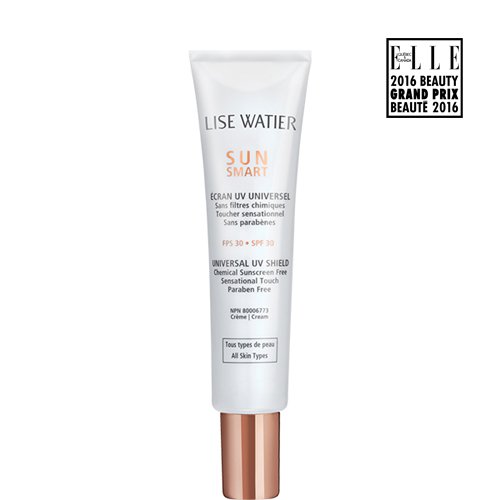 LISE WATIER
SUN
SMART
ÉCRAN UV UNIVERSEL
Sans filtres chimiques
Toucher sensationnel
Sans parabènes
FPS 30 • SPF 30
UNIVERSAL UV SHIELD
Chemical Sunscreen Free
Sensational Touch
Paraben Free
NPN 80006773
Crème | Cream
Tous types de peau
All Skin Types
ELLE
QUÉBEC
CANADA
2016 BEAUTY
GRAND PRIX
BEAUTÉ 2016